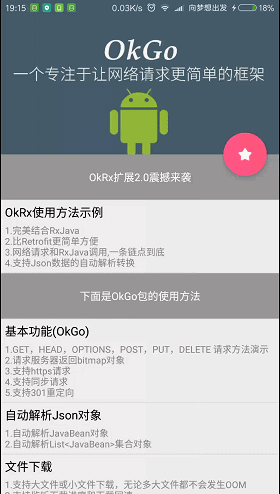 19:15
0.03K/s
向梦想出发
18%
OkGo
一个专注于让网络请求更简单的框架
OkRx扩展2.0震撼来袭
OkRx使用方法示例
1.完美结合RxJava
2.比Retrofit更简单方便
3.网络请求和RxJava调用,一条链点到底
4.支持Json数据的自动解析转换
下面是OkGo包的使用方法
基本功能(OkGo)
1.GET，HEAD，OPTIONS，POST，PUT，DELETE 请求方法演示
2.请求服务器返回bitmap对象
3.支持https请求
4.支持同步请求
5.支持301重定向
自动解析Json对象
1.自动解析JavaBean对象
2.自动解析List<JavaBean>集合对象
文件下载
1.支持大文件或小文件下载，无论多大文件都不会发生OOM